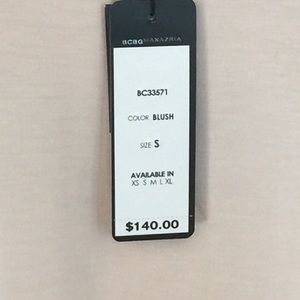 BCBGMAXAZRIA
BC33571
COLOR BLUSH
SIZE S
AVAILABLE IN
XS S M L XL
$140.00